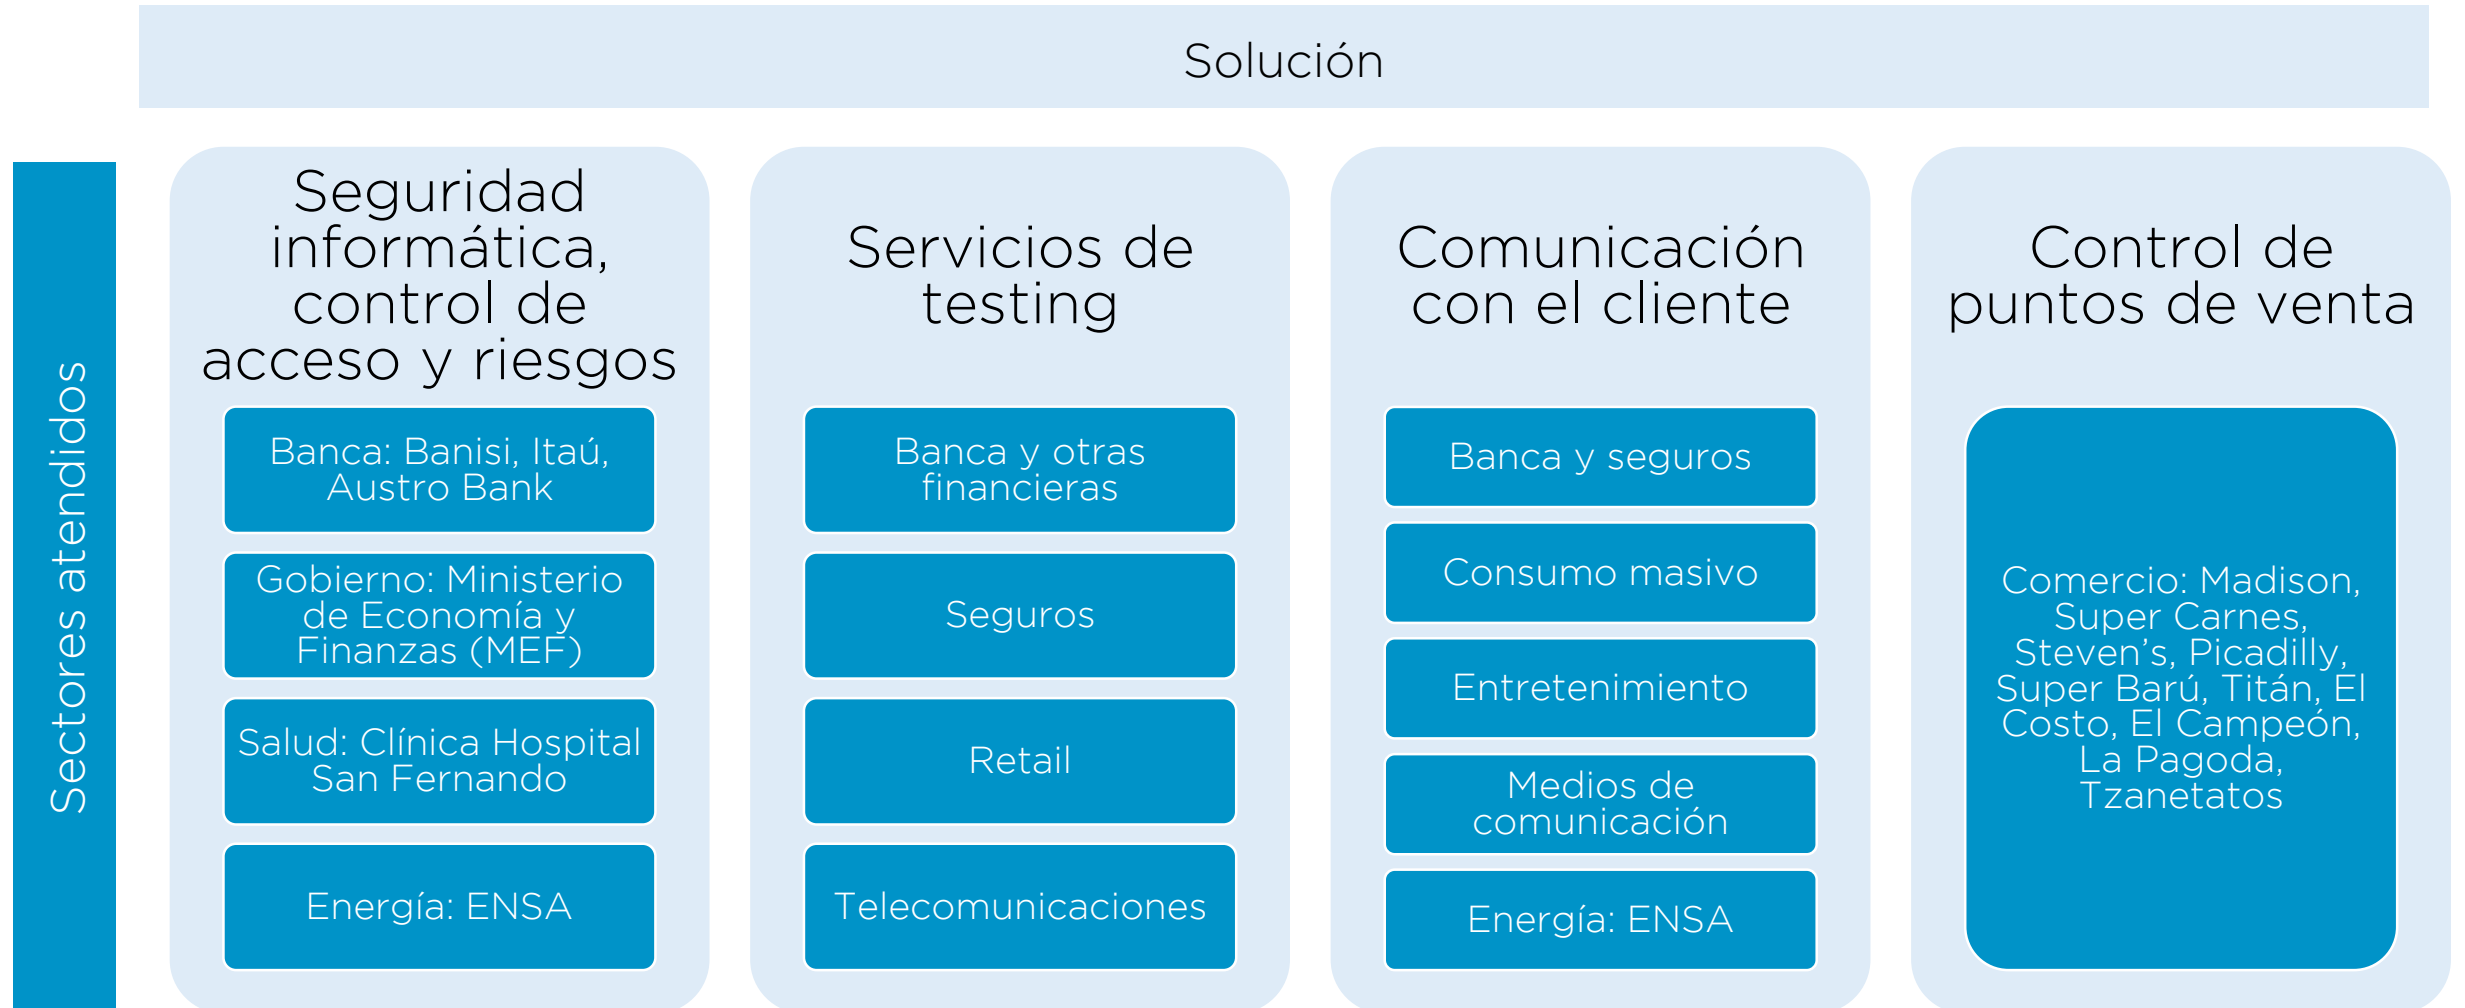 Solución
Sectores atendidos
Seguridad
informática,
control de
acceso y riesgos
Banca: Banisi, Itaú,
Austro Bank
Gobierno: Ministerio
de Economía y
Finanzas (MEF)
Salud: Clínica Hospital
San Fernando
Energía: ENSA
Servicios de
testing
Banca y otras
financieras
Seguros
Retail
Telecomunicaciones
Comunicación
con el cliente
Banca y seguros
Consumo masivo
Entretenimiento
Medios de
comunicación
Energía: ENSA
Control de
puntos de venta
Comercio: Madison,
Super Carnes,
Steven’s, Picadilly,
Super Barú, Titán, El
Costo, El Campeón,
La Pagoda,
Tzanetatos